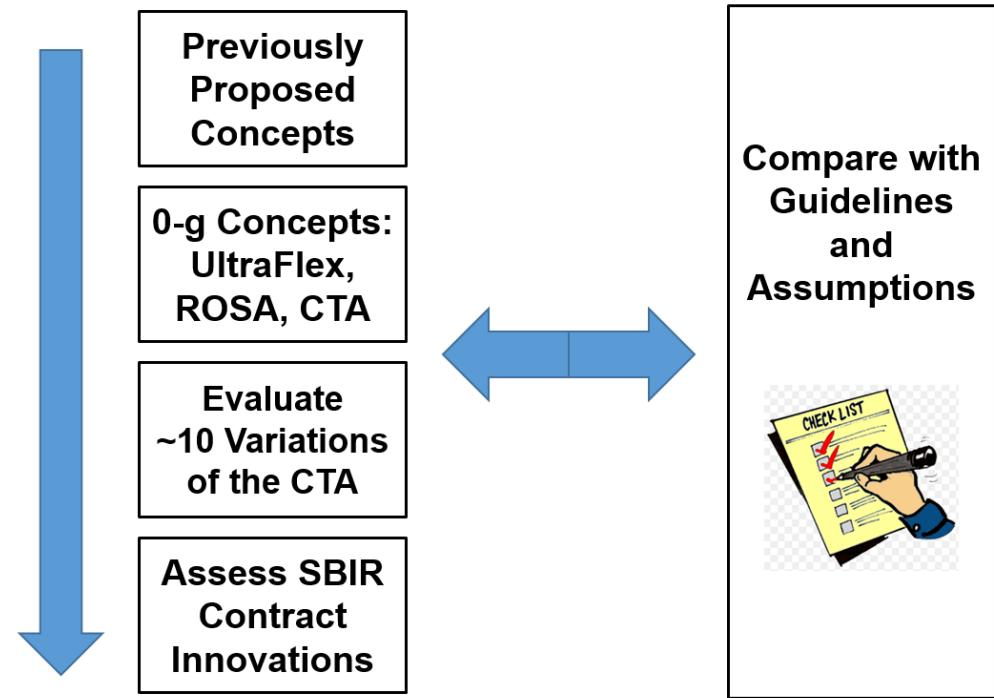 Previously
Proposed
Concepts
0-g Concepts:
UltraFlex,
ROSA, CTA
Evaluate
~10 Variations
of the CTA
Assess SBIR
Contract
Innovations
Compare with
Guidelines
and
Assumptions
CHECK LIST